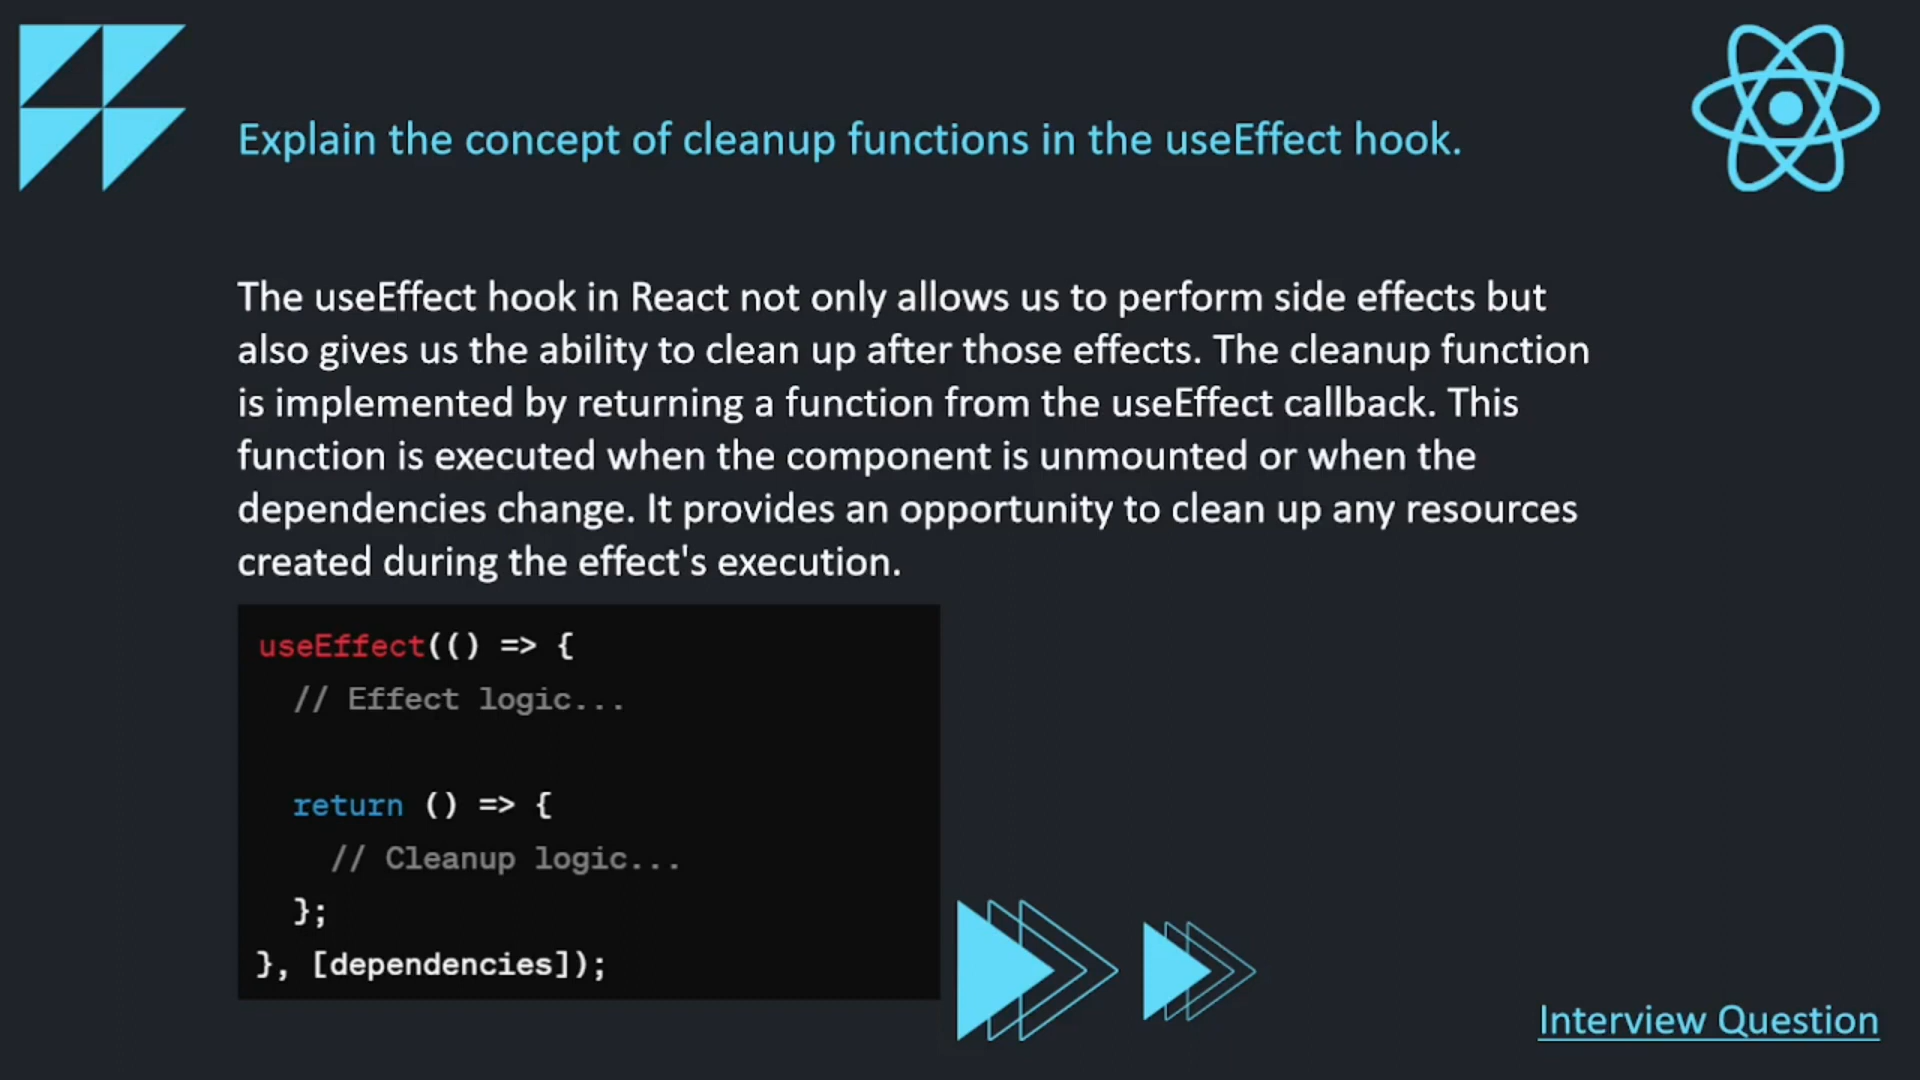 Explain the concept of cleanup functions in the useEffect hook.
The useEffect hook in React not only allows us to perform side effects but
also gives us the ability to clean up after those effects. The cleanup function
is implemented by returning a function from the useEffect callback. This
function is executed when the component is unmounted or when the
dependencies change. It provides an opportunity to clean up any resources
created during the effect's execution.
useEffect(() => {
  // Effect logic...
  return () => {
    // Cleanup logic...
  };
}, [dependencies]);
Interview Question